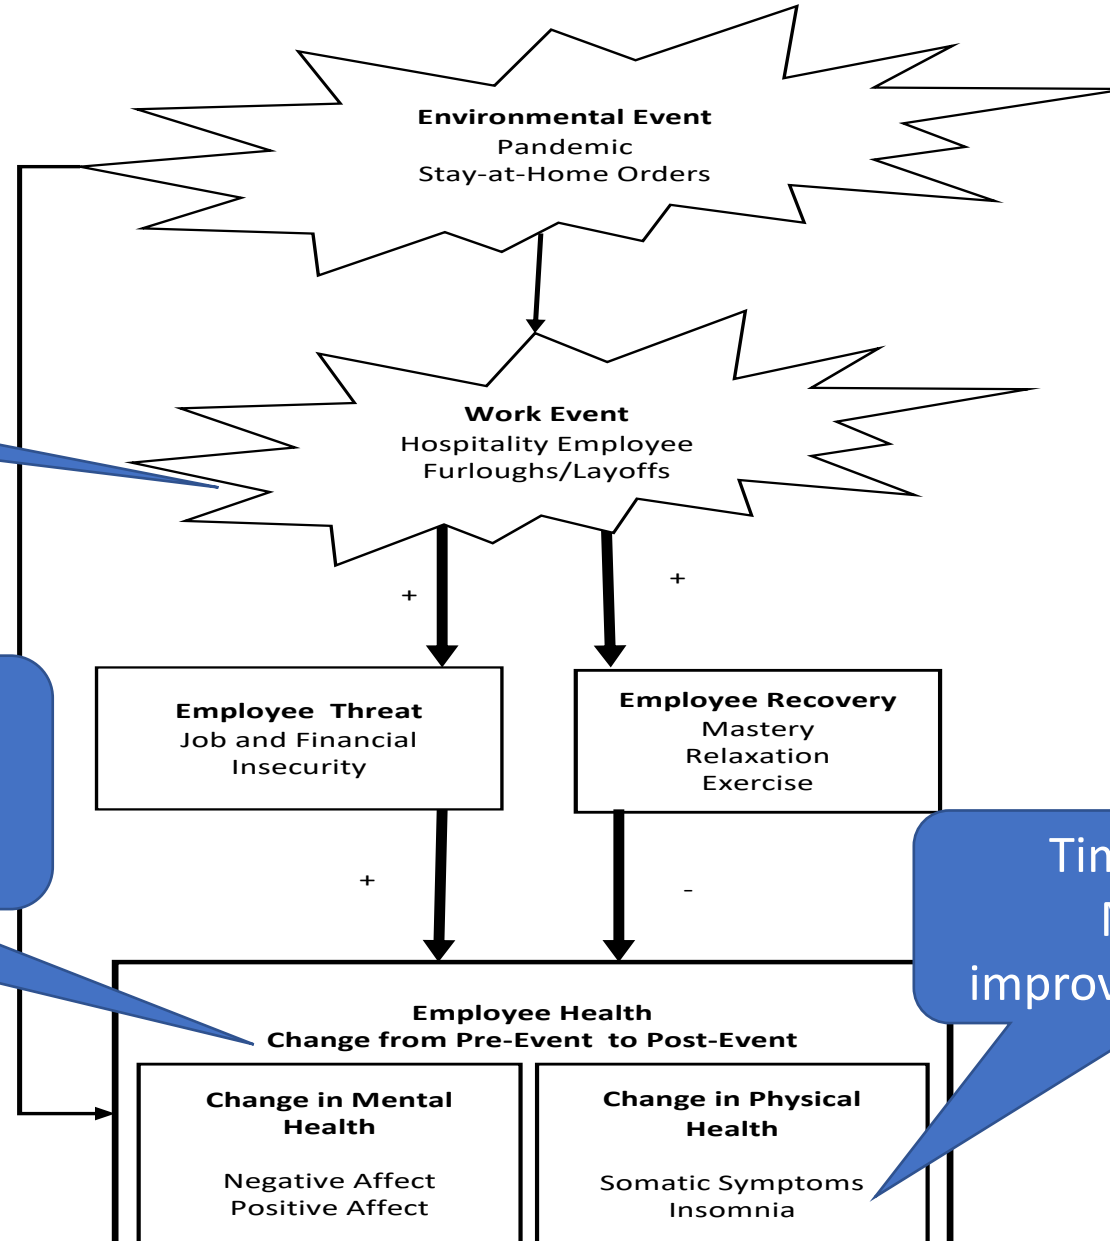 Environmental Event
Pandemic
Stay-at-Home Orders
Work Event
Hospitality Employee
Furloughs/Layoffs
+
+
Employee Threat
Job and Financial
Insecurity
Employee Recovery
Mastery
Relaxation
Exercise
+
-
Employee Health
Change from Pre-Event to Post-Event
Change in Mental
Health
Negative Affect
Positive Affect
Change in Physical
Health
Somatic Symptoms
Insomnia